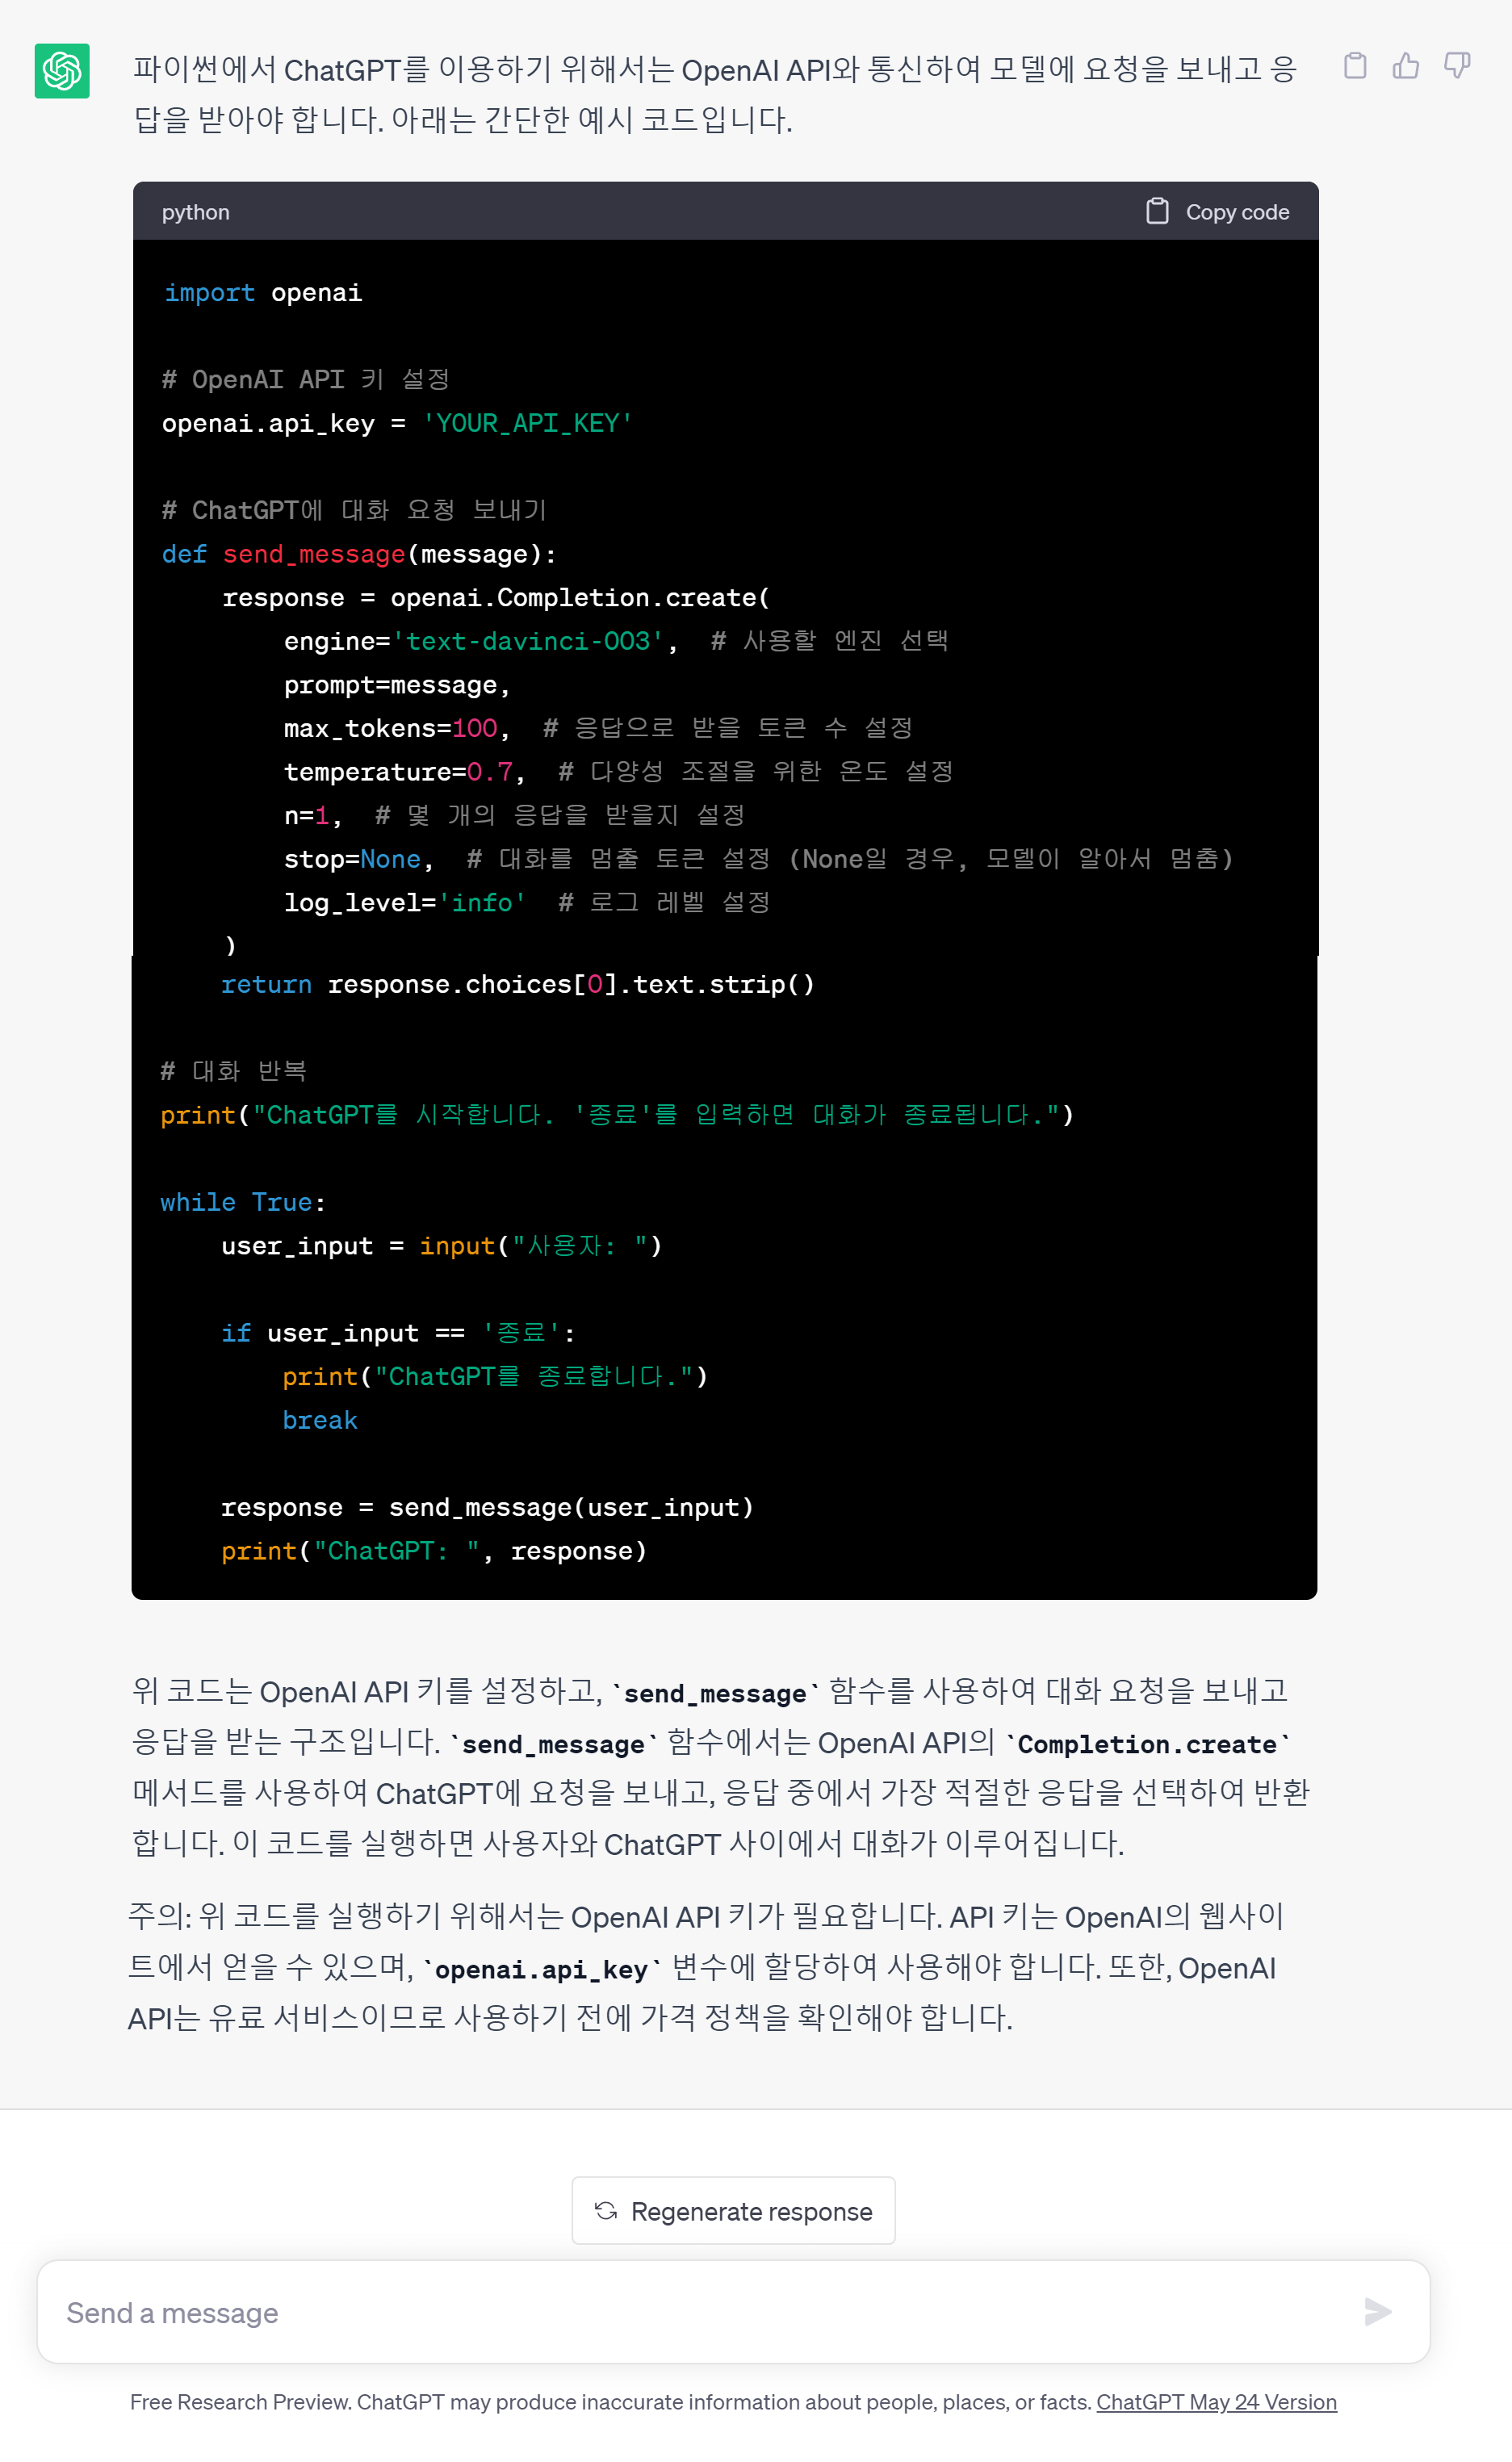 파이썬에서 ChatGPT를 이용하기 위해서는 OpenAI API와 통신하여 모델에 요청을 보내고 응
답을 받아야 합니다. 아래는 간단한 예시 코드입니다.
python Copy code
import openai
# OpenAI API 키 설정
openai.api_key = 'YOUR_API_KEY'
# ChatGPT에 대화 요청 보내기
def send_message(message):
    response = openai.Completion.create(
        engine='text-davinci-003',  # 사용할 엔진 선택
        prompt=message,
        max_tokens=100,  # 응답으로 받을 토큰 수 설정
        temperature=0.7,  # 다양성 조절을 위한 온도 설정
        n=1,  # 몇 개의 응답을 받을지 설정
        stop=None,  # 대화를 멈출 토큰 설정 (None일 경우, 모델이 알아서 멈춤)
        log_level='info'  # 로그 레벨 설정
    )
    return response.choices[0].text.strip()
# 대화 반복
print("ChatGPT를 시작합니다. '종료'를 입력하면 대화가 종료됩니다.")
while True:
    user_input = input("사용자: ")
    if user_input == '종료':
        print("ChatGPT를 종료합니다.")
        break
    response = send_message(user_input)
    print("ChatGPT: ", response)
위 코드는 OpenAI API 키를 설정하고, `send_message` 함수를 사용하여 대화 요청을 보내고
응답을 받는 구조입니다. `send_message` 함수에서는 OpenAI API의 `Completion.create`
메서드를 사용하여 ChatGPT에 요청을 보내고, 응답 중에서 가장 적절한 응답을 선택하여 반환
합니다. 이 코드를 실행하면 사용자와 ChatGPT 사이에서 대화가 이루어집니다.
주의: 위 코드를 실행하기 위해서는 OpenAI API 키가 필요합니다. API 키는 OpenAI의 웹사이
트에서 얻을 수 있으며, `openai.api_key` 변수에 할당하여 사용해야 합니다. 또한, OpenAI
API는 유료 서비스이므로 사용하기 전에 가격 정책을 확인해야 합니다.
Regenerate response
Send a message
Free Research Preview. ChatGPT may produce inaccurate information about people, places, or facts. ChatGPT May 24 Version